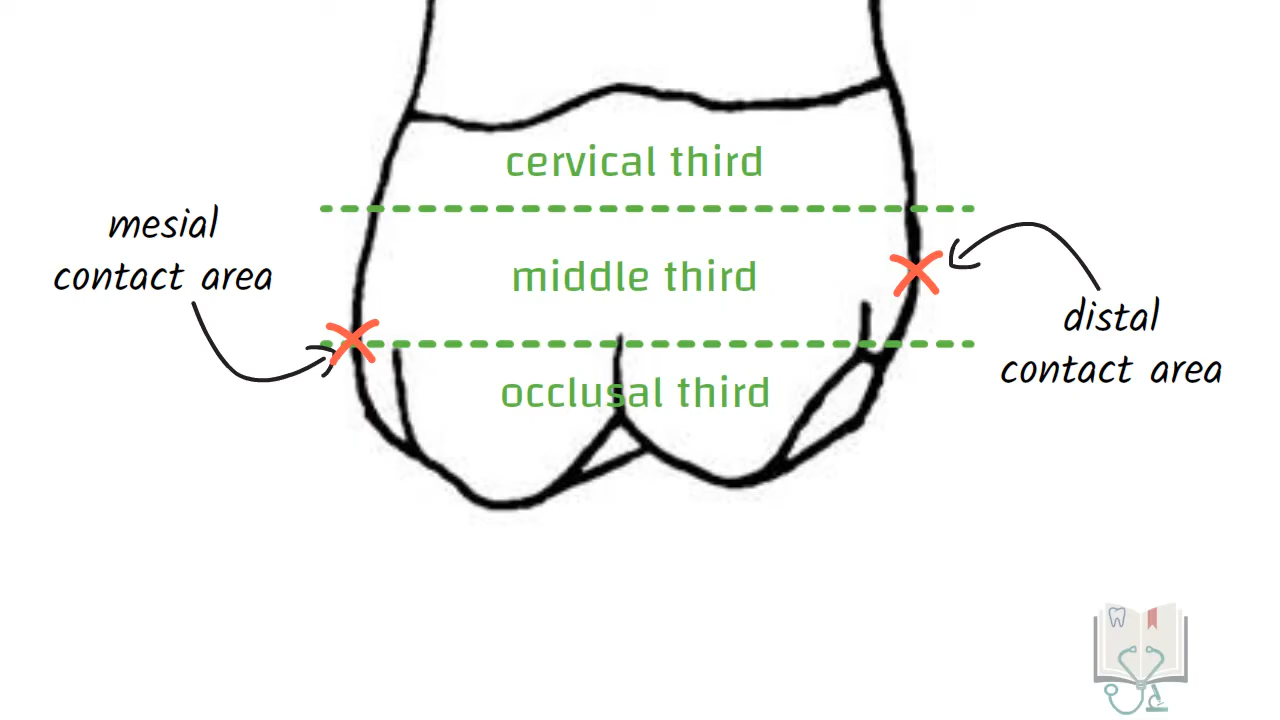 cervical third
mesial
contact area
middle third
distal
contact area
occlusal third